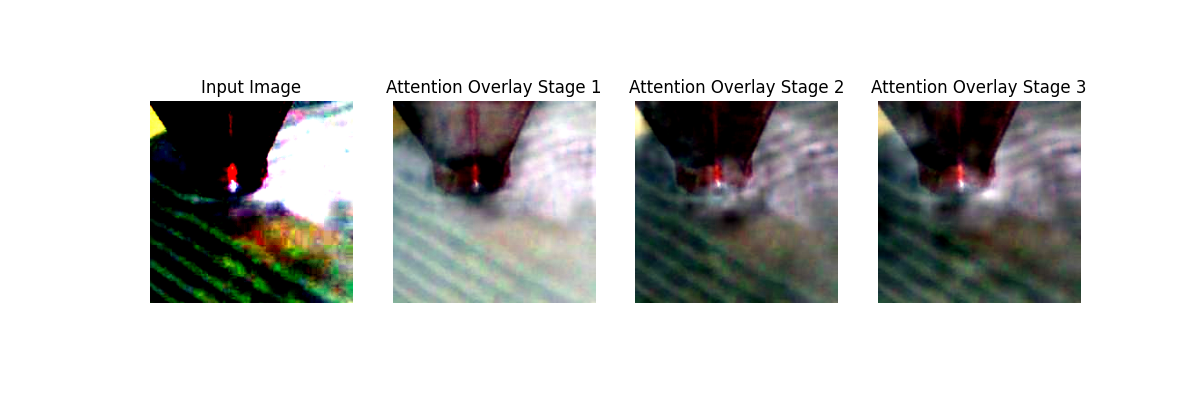 Input Image
Attention Overlay Stage 1
Attention Overlay Stage 2
Attention Overlay Stage 3